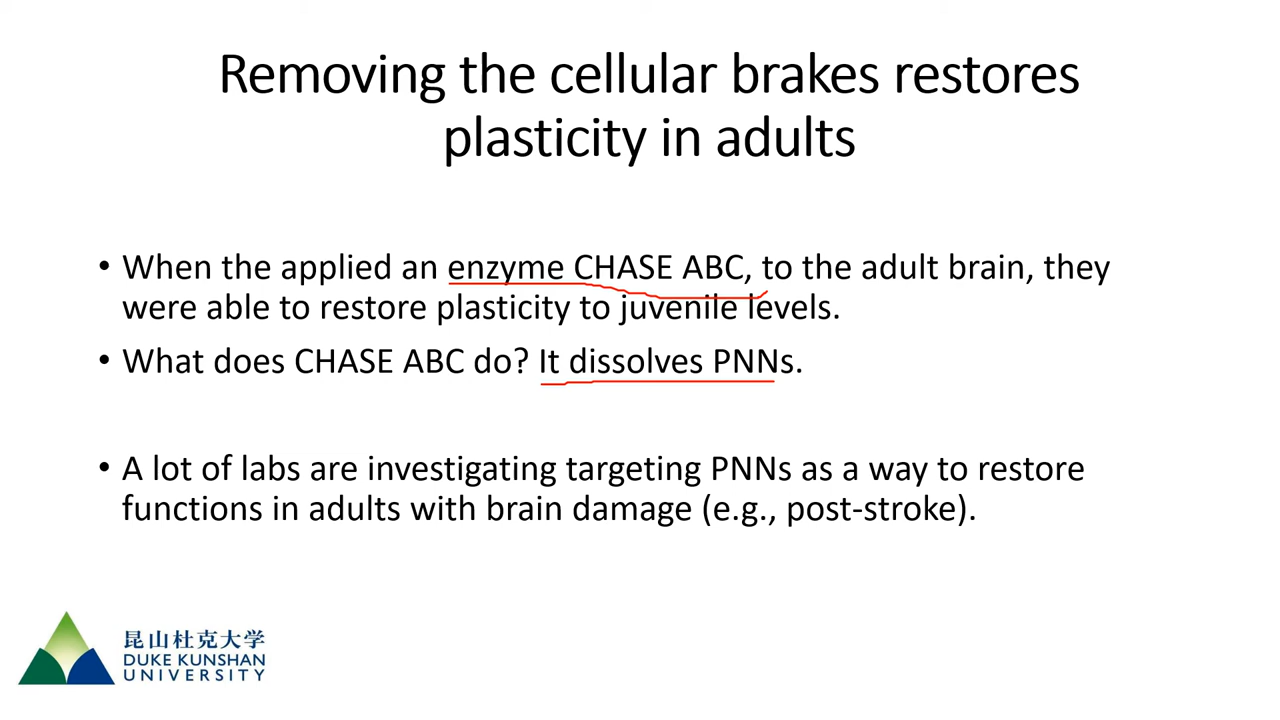 Removing the cellular brakes restores
plasticity in adults
• When the applied an enzyme CHASE ABC, to the adult brain, they
were able to restore plasticity to juvenile levels.
• What does CHASE ABC do? It dissolves PNNs.
• A lot of labs are investigating targeting PNNs as a way to restore
functions in adults with brain damage (e.g., post-stroke).
昆山杜克大学
DUKE KUNSHAN
UNIVERSITY